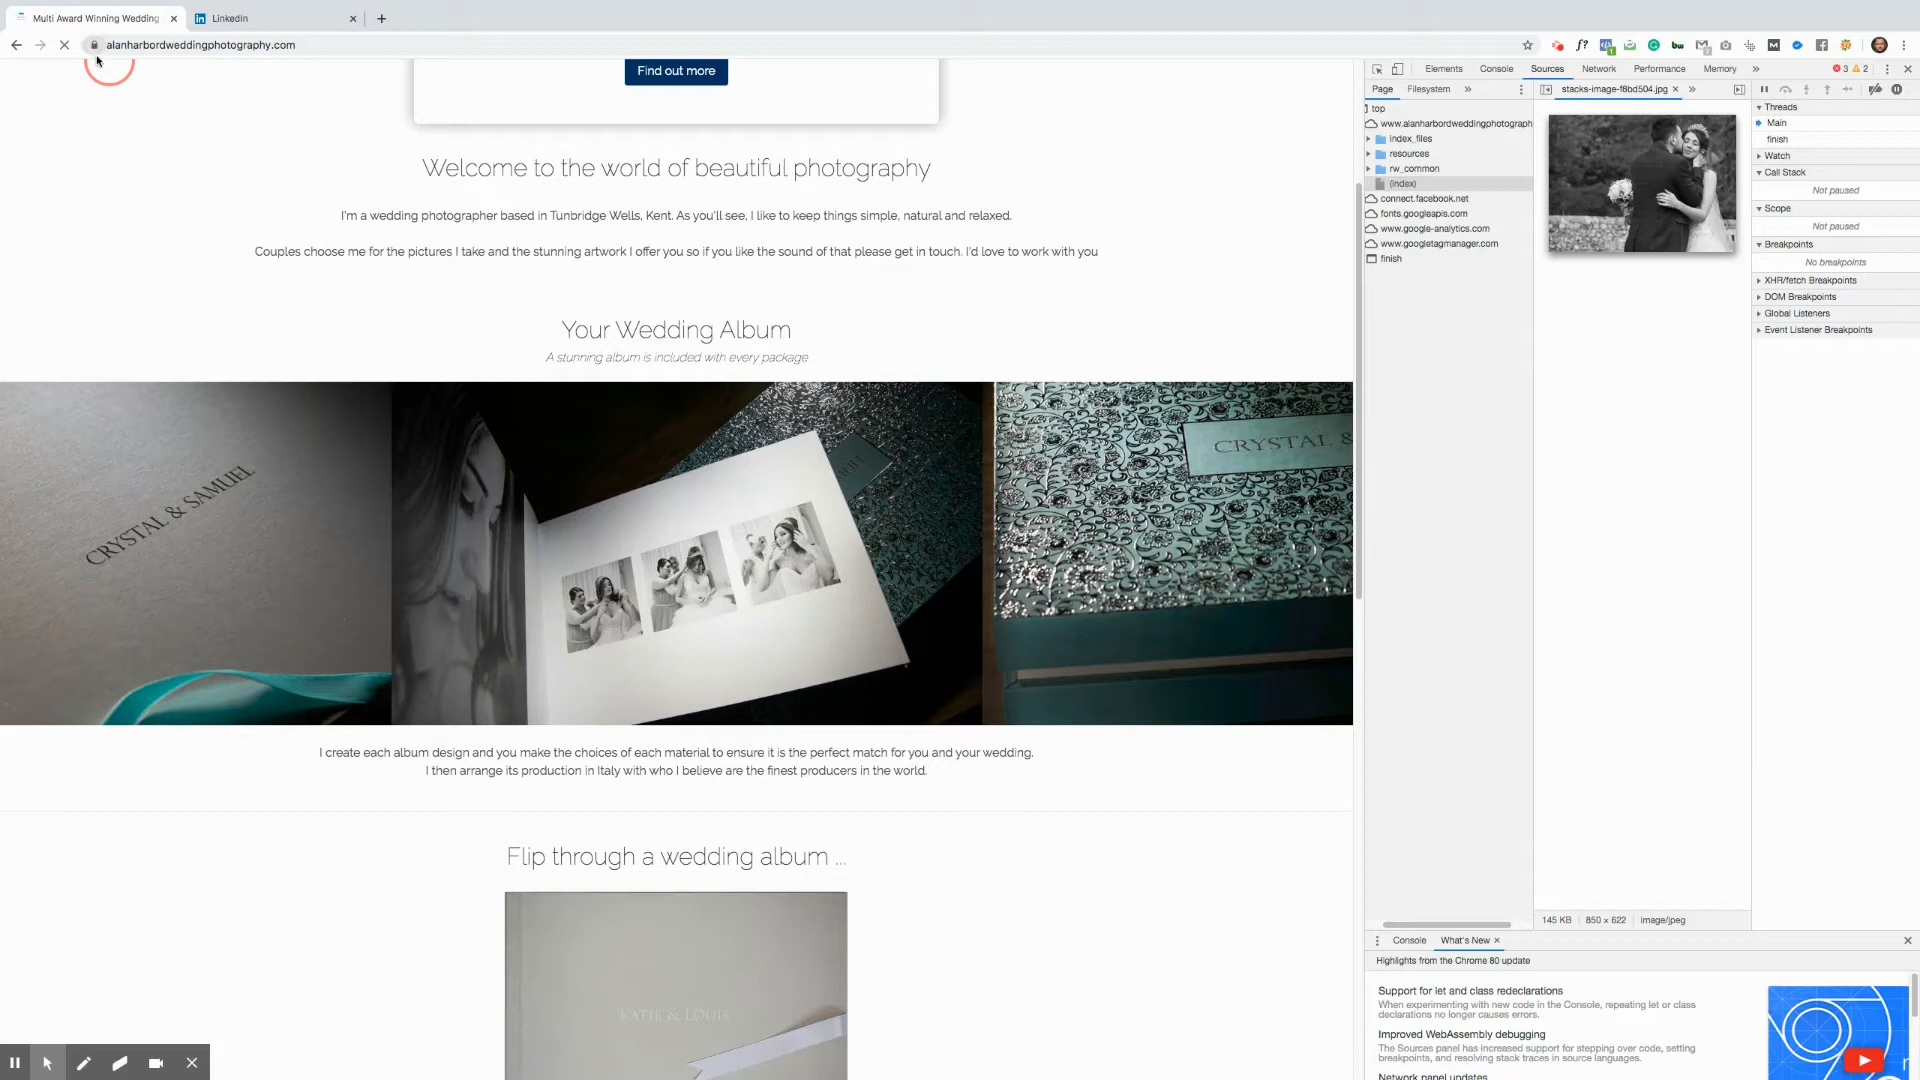 Multi Award Winning Wedding
LinkedIn
alanharbordweddingphotography.com
Find out more
Welcome to the world of beautiful photography
I'm a wedding photographer based in Tunbridge Wells, Kent. As you'll see, I like to keep things simple, natural and relaxed.
Couples choose me for the pictures I take and the stunning artwork I offer you so if you like the sound of that please get in touch. I'd love to work with you
Your Wedding Album
A stunning album is included with every package
CRYSTAL & SAMUEL
CRYSTAL &
I create each album design and you make the choices of each material to ensure it is the perfect match for you and your wedding.
I then arrange its production in Italy with who I believe are the finest producers in the world.
Flip through a wedding album ...
KATIE & LOUIS
Elements Console Sources Network Performance Memory » 3 2
Page Filesystem »
top
www.alanharbordweddingphotograph
index_files
resources
rw_common
(index)
connect.facebook.net
fonts.googleapis.com
www.google-analytics.com
www.googletagmanager.com
finish
stacks-image-f8bd504.jpg
145 KB 850 × 622 image/jpeg
Threads
Main
finish
Watch
Call Stack
Not paused
Scope
Not paused
Breakpoints
No breakpoints
XHR/fetch Breakpoints
DOM Breakpoints
Global Listeners
Event Listener Breakpoints
Console What's New
Highlights from the Chrome 80 update
Support for let and class redeclarations
When experimenting with new code in the Console, repeating let or class
declarations no longer causes errors.
Improved WebAssembly debugging
The Sources panel has increased support for stepping over code, setting
breakpoints, and resolving stack traces in source languages.
Network panel updates